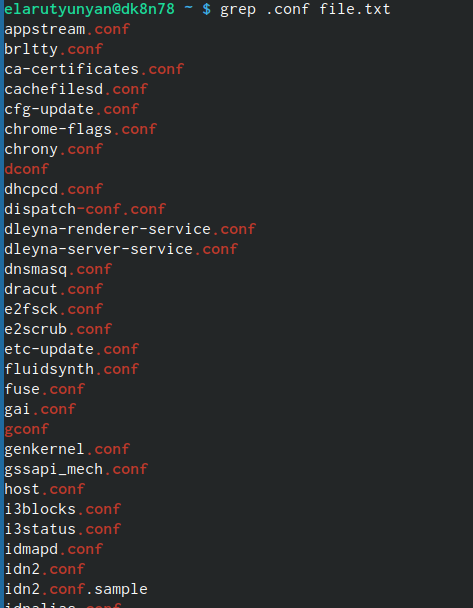 elarutyunyan@dk8n78 ~ $ grep .conf file.txt
appstream.conf
brltty.conf
ca-certificates.conf
cachefilesd.conf
cfg-update.conf
chrome-flags.conf
chrony.conf
dconf
dhcpcd.conf
dispatch-conf.conf
dleyna-renderer-service.conf
dleyna-server-service.conf
dnsmasq.conf
dracut.conf
e2fsck.conf
e2scrub.conf
etc-update.conf
fluidsynth.conf
fuse.conf
gai.conf
gconf
genkernel.conf
gssapi_mech.conf
host.conf
i3blocks.conf
i3status.conf
idmapd.conf
idn2.conf
idn2.conf.sample
idnalias.conf